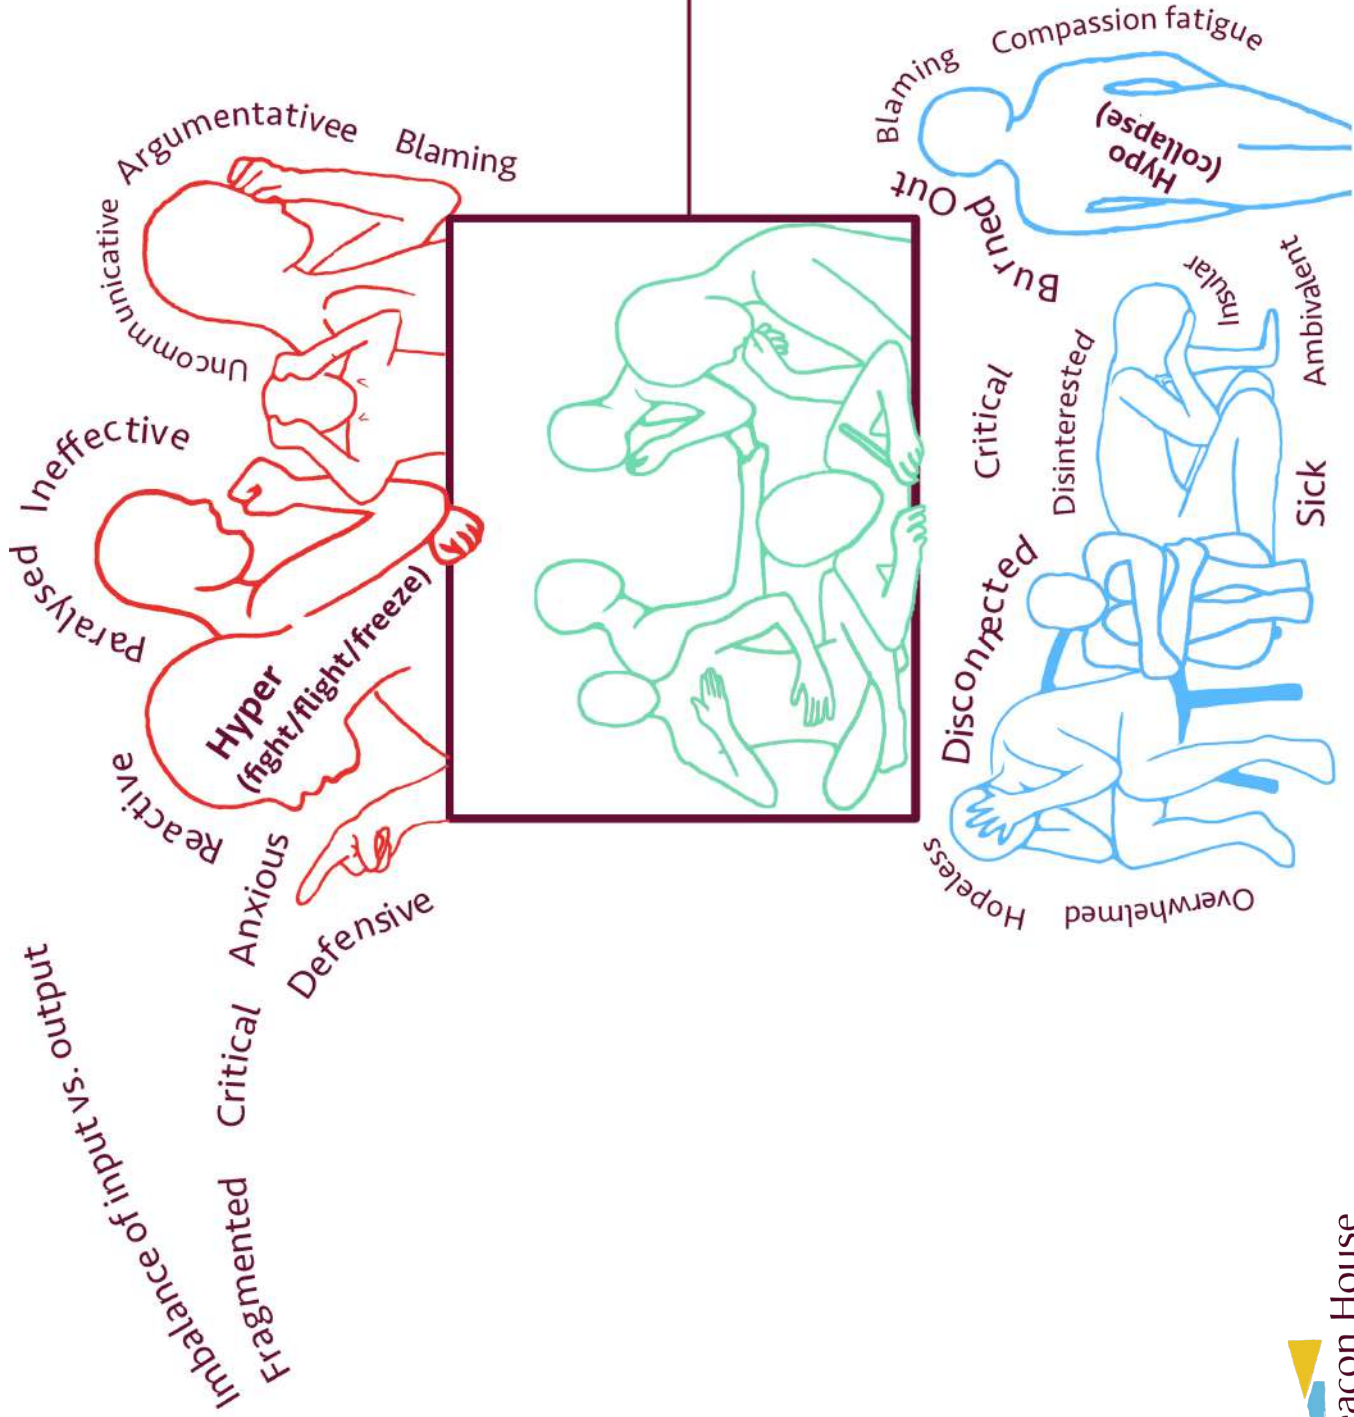 Imbalance of input vs. output
Fragmented
Critical
Anxious
Defensive
Reactive
Paralysed
Ineffective
Uncommunicative
Argumentativee
Blaming
Hyper
(fight/flight/freeze)
Hopeless
Overwhelmed
Disconnected
Disinterested
Critical
Sick
Insular
Ambivalent
Burned Out
Blaming
Compassion fatigue
Hypo
(collapse)
House